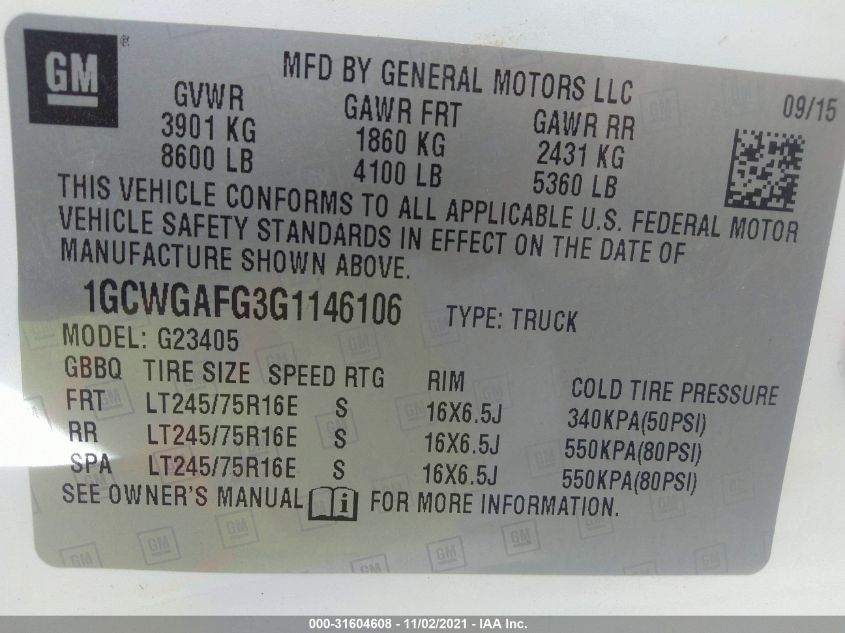 GM ®
MFD BY GENERAL MOTORS LLC
09/15
GVWR GAWR FRT GAWR RR
3901 KG 1860 KG 2431 KG
8600 LB 4100 LB 5360 LB
THIS VEHICLE CONFORMS TO ALL APPLICABLE U.S. FEDERAL MOTOR
VEHICLE SAFETY STANDARDS IN EFFECT ON THE DATE OF
MANUFACTURE SHOWN ABOVE.
1GCWGAFG3G1146106 TYPE: TRUCK
MODEL: G23405
GBBQ TIRE SIZE SPEED RTG RIM COLD TIRE PRESSURE
FRT LT245/75R16E S 16X6.5J 340KPA(50PSI)
RR LT245/75R16E S 16X6.5J 550KPA(80PSI)
SPA LT245/75R16E S 16X6.5J 550KPA(80PSI)
SEE OWNER'S MANUAL i FOR MORE INFORMATION.
000-31604608 - 11/02/2021 - IAA Inc.